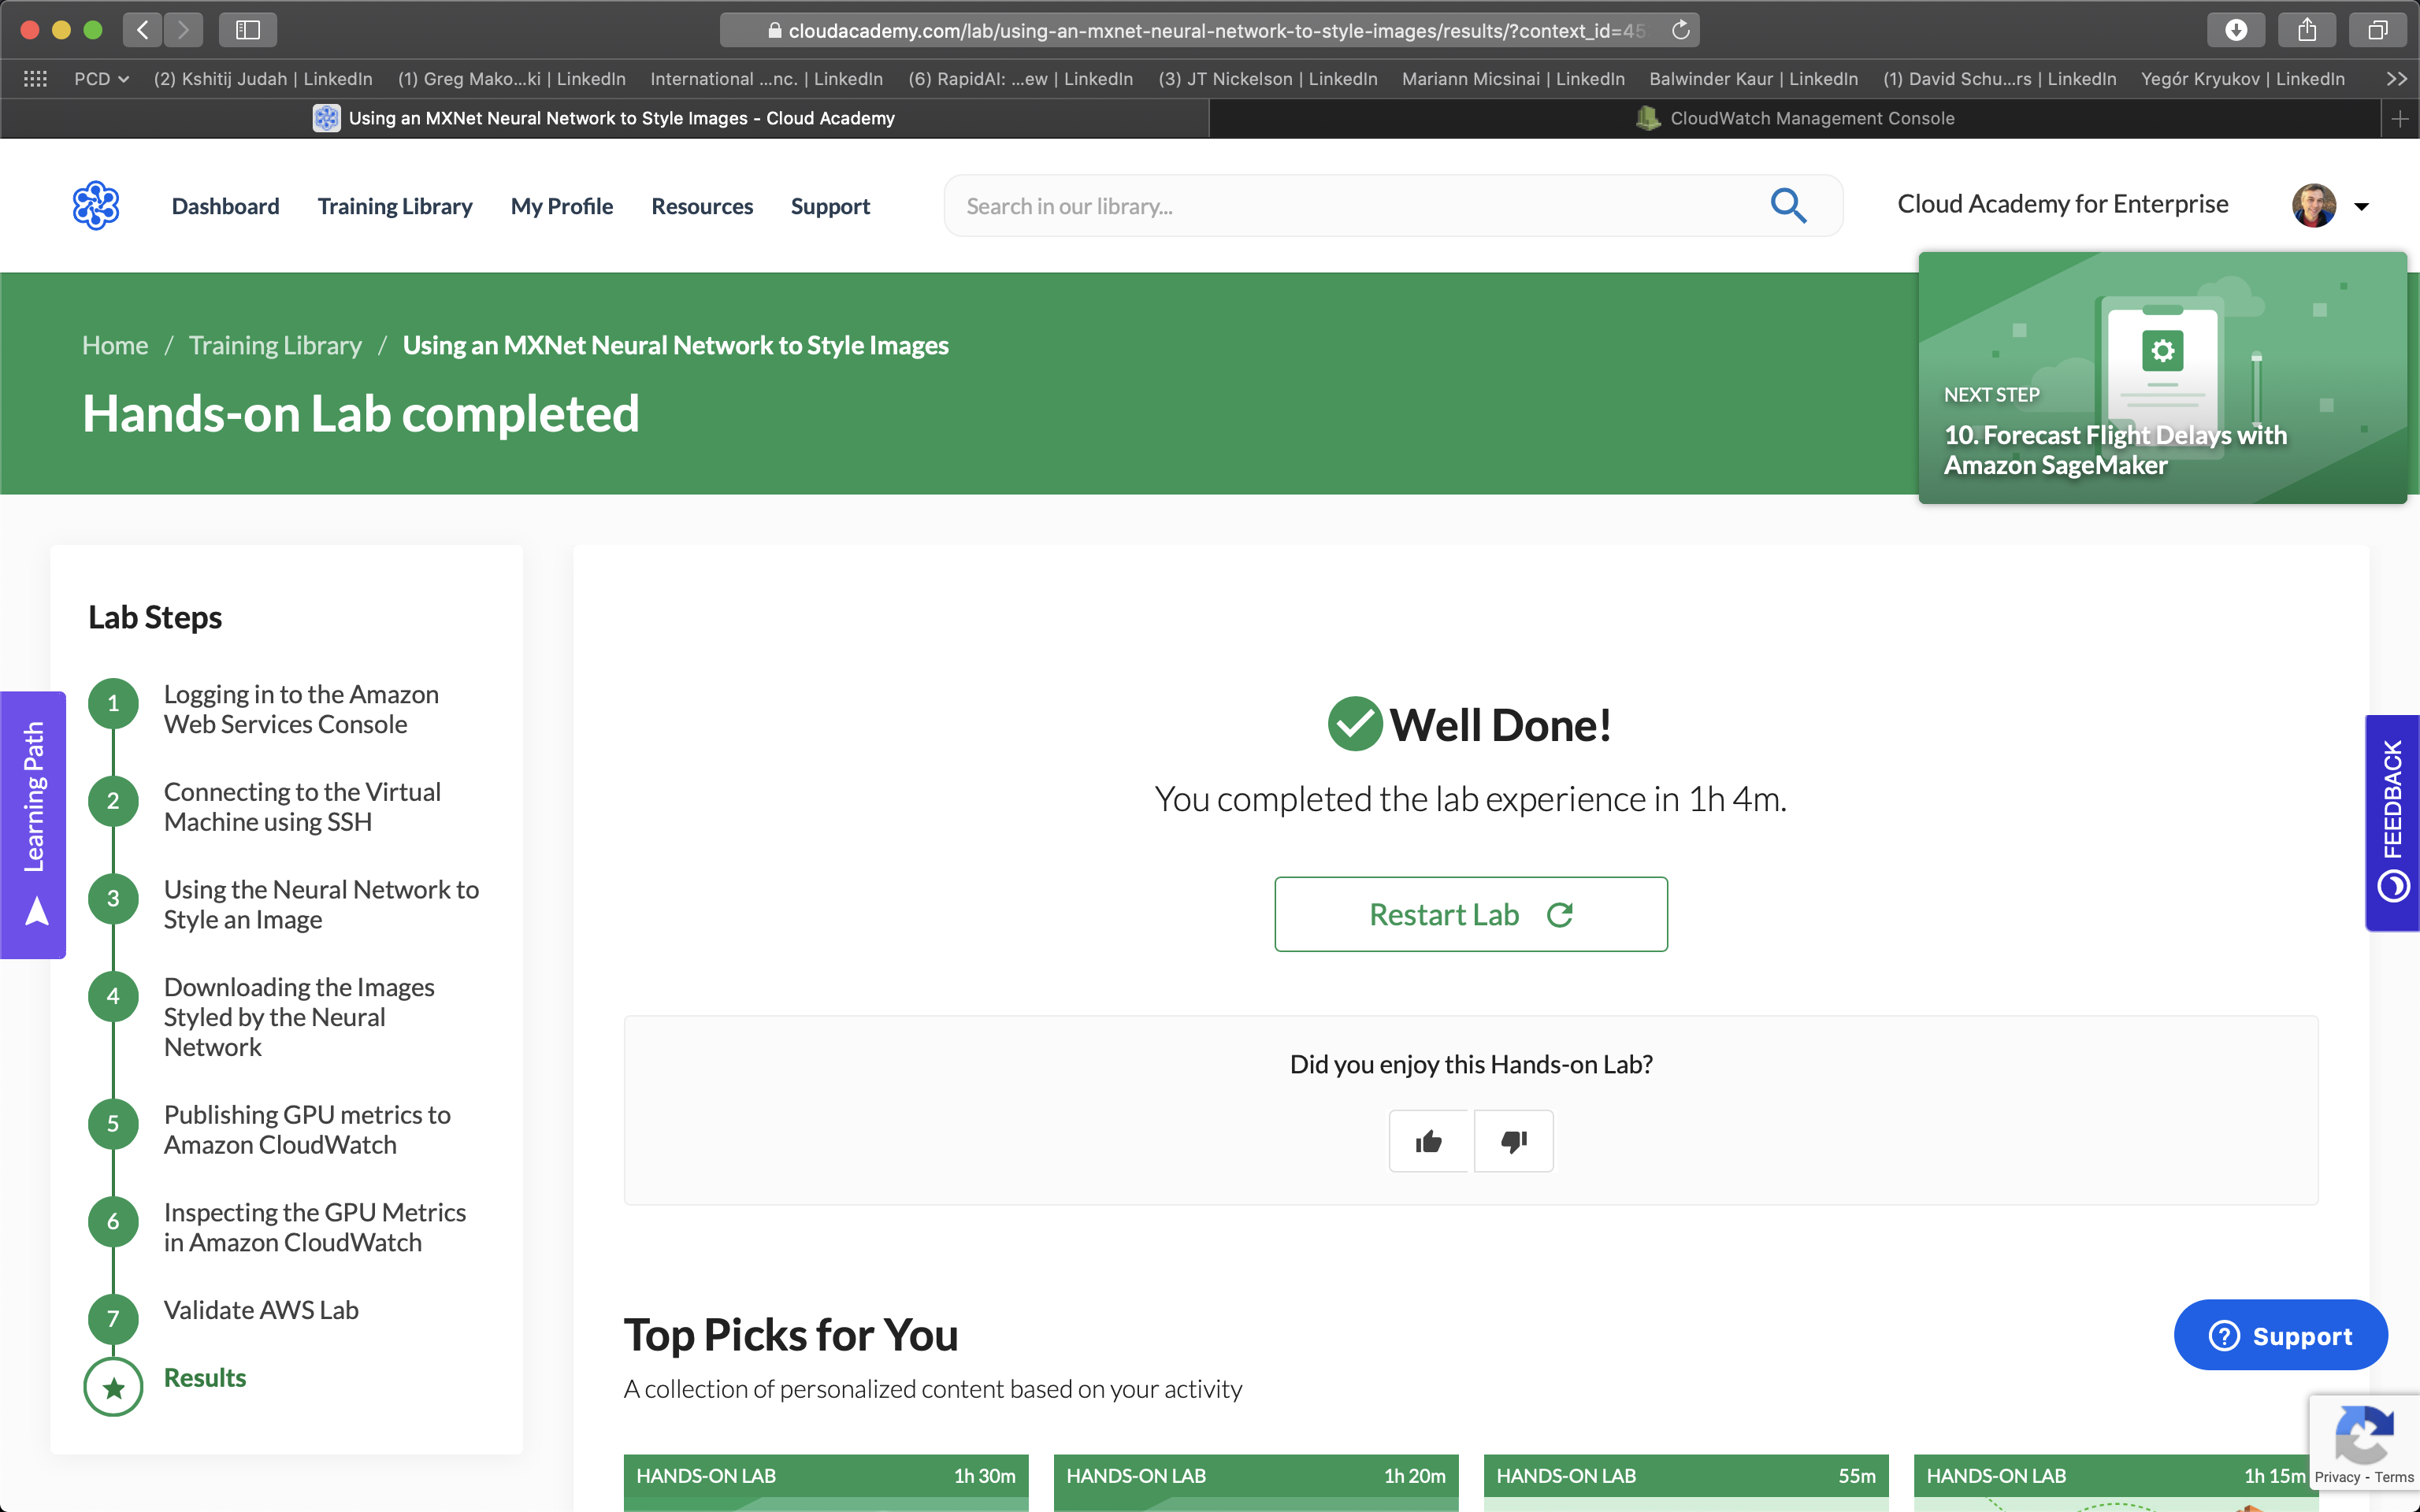 cloudacademy.com/lab/using-an-mxnet-neural-network-to-style-images/results/?context_id=45
PCD
(2) Kshitij Judah | LinkedIn
(1) Greg Mako...ki | LinkedIn
International ...nc. | LinkedIn
(6) RapidAI: ...ew | LinkedIn
(3) JT Nickelson | LinkedIn
Mariann Micsinai | LinkedIn
Balwinder Kaur | LinkedIn
(1) David Schu...rs | LinkedIn
Yegór Kryukov | LinkedIn
Using an MXNet Neural Network to Style Images - Cloud Academy
CloudWatch Management Console
Dashboard
Training Library
My Profile
Resources
Support
Search in our library...
Cloud Academy for Enterprise
Home / Training Library / Using an MXNet Neural Network to Style Images
Hands-on Lab completed
NEXT STEP
10. Forecast Flight Delays with
Amazon SageMaker
Learning Path
Lab Steps
1
Logging in to the Amazon
Web Services Console
2
Connecting to the Virtual
Machine using SSH
3
Using the Neural Network to
Style an Image
4
Downloading the Images
Styled by the Neural
Network
5
Publishing GPU metrics to
Amazon CloudWatch
6
Inspecting the GPU Metrics
in Amazon CloudWatch
7
Validate AWS Lab
Results
Well Done!
You completed the lab experience in 1h 4m.
Restart Lab
Did you enjoy this Hands-on Lab?
FEEDBACK
Top Picks for You
A collection of personalized content based on your activity
HANDS-ON LAB 1h 30m
HANDS-ON LAB 1h 20m
HANDS-ON LAB 55m
HANDS-ON LAB 1h 15m
Support
Privacy - Terms